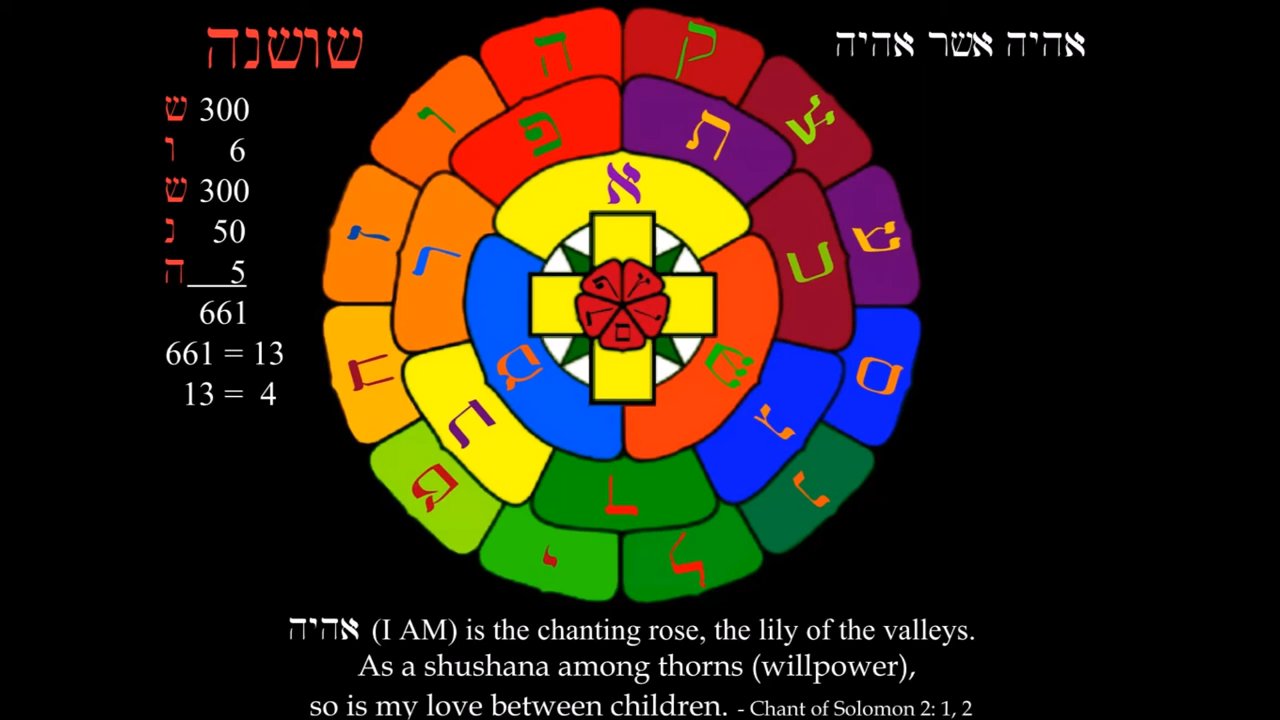 שושנה
ש 300
ו 6
ש 300
נ 50
ה 5
661
661 = 13
13 = 4
אהיה אשר אהיה
ה
ק
ו
צ
פ
ת
א
ז
ר
ח
ש
ל
י
ל
נ
ס
אהיה (I AM) is the chanting rose, the lily of the valleys.
As a shushana among thorns (willpower),
so is my love between children. - Chant of Solomon 2: 1, 2